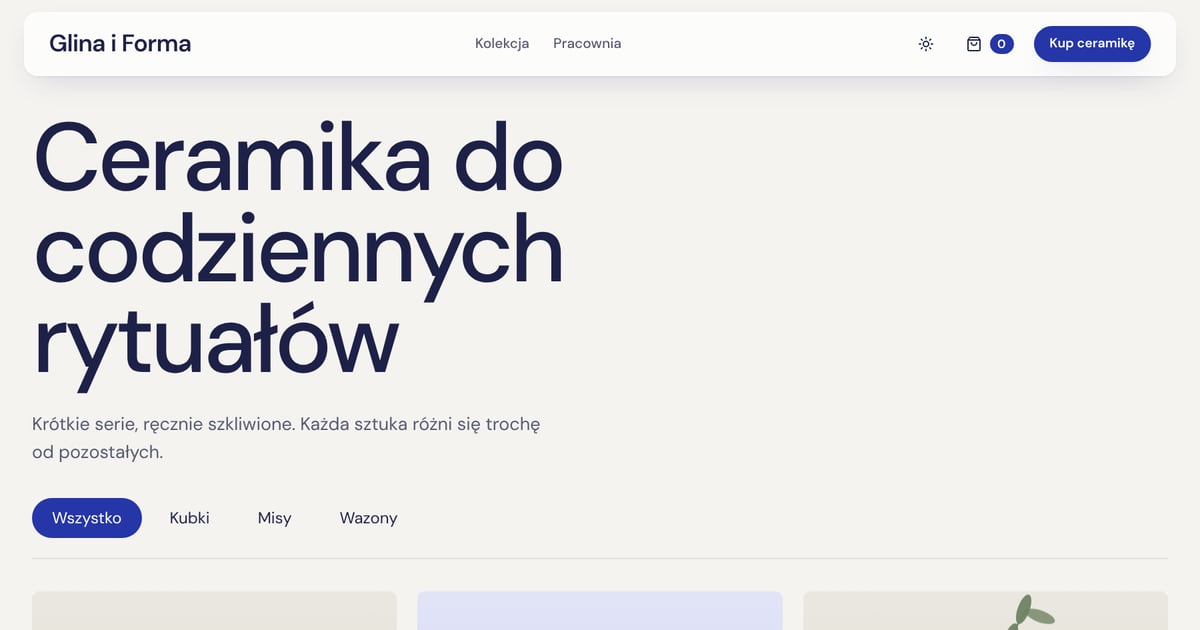 Glina i Forma
Kolekcja
Pracownia
0
Kup ceramikę
Ceramika do
codziennych
rytuałów
Krótkie serie, ręcznie szkliwione. Każda sztuka różni się trochę
od pozostałych.
Wszystko
Kubki
Misy
Wazony